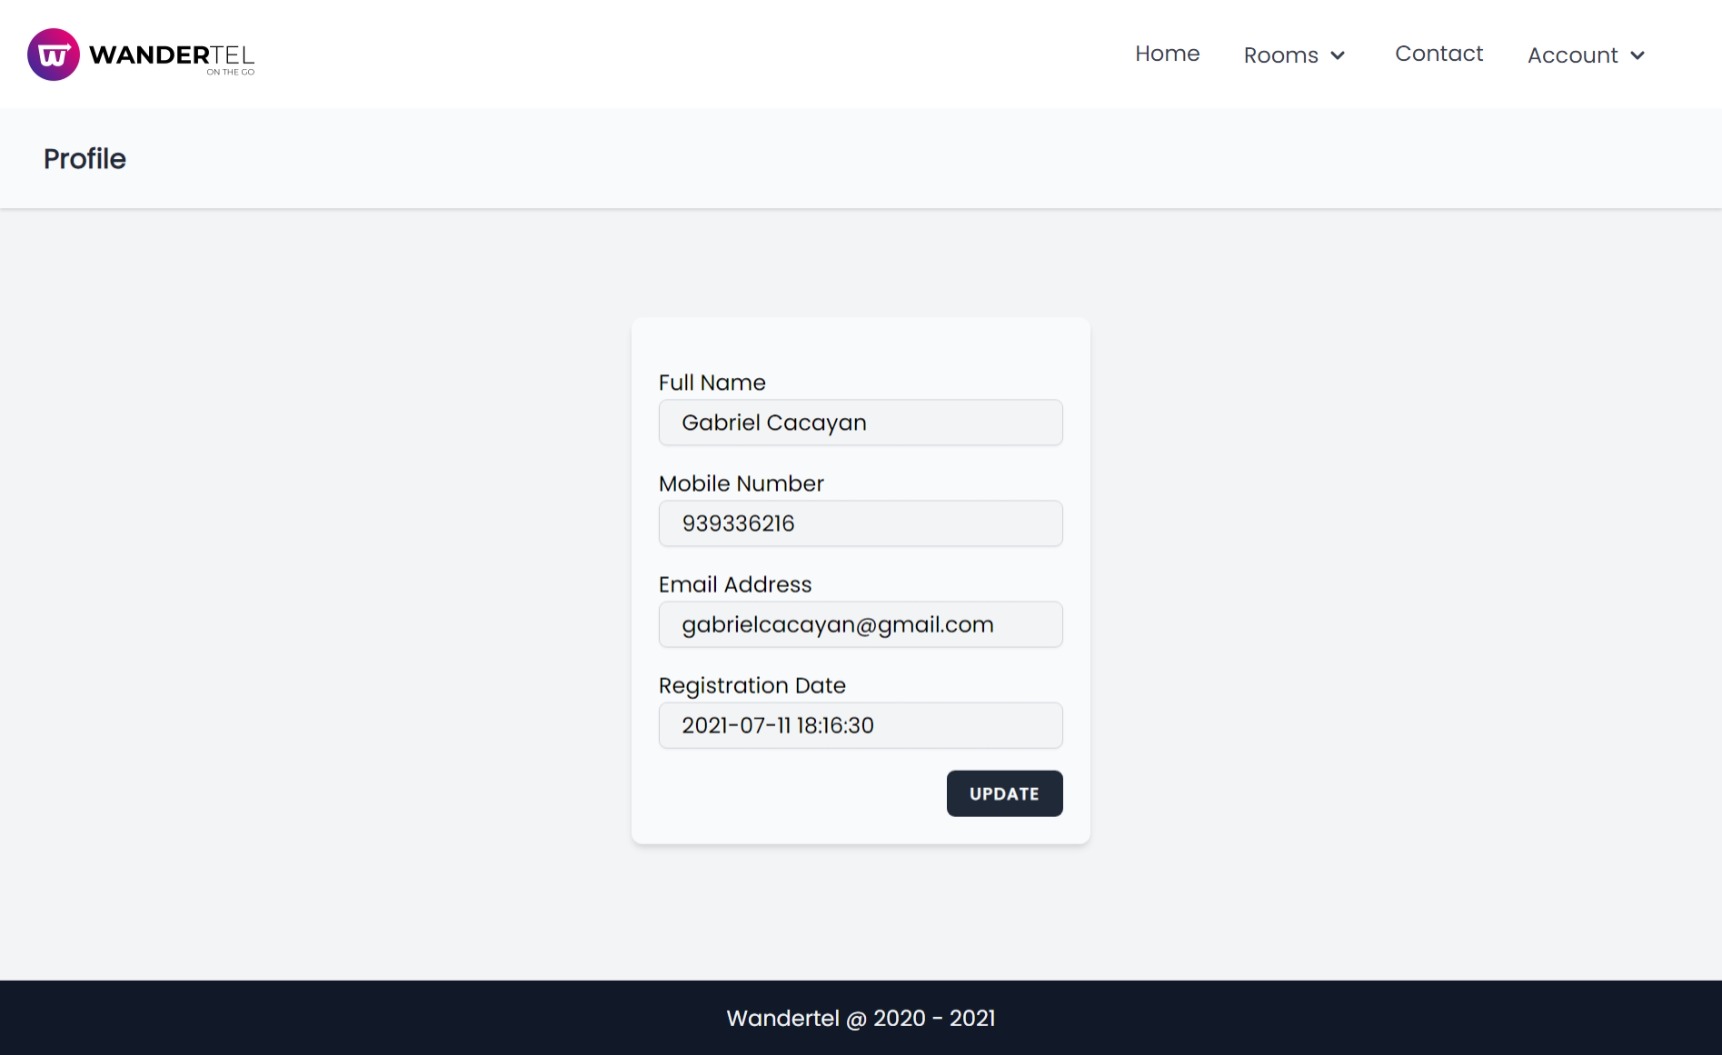 WANDERTEL
ON THE GO
Home
Rooms
Contact
Account
Profile
Full Name
Gabriel Cacayan
Mobile Number
939336216
Email Address
gabrielcacayan@gmail.com
Registration Date
2021-07-11 18:16:30
UPDATE
Wandertel @ 2020 - 2021